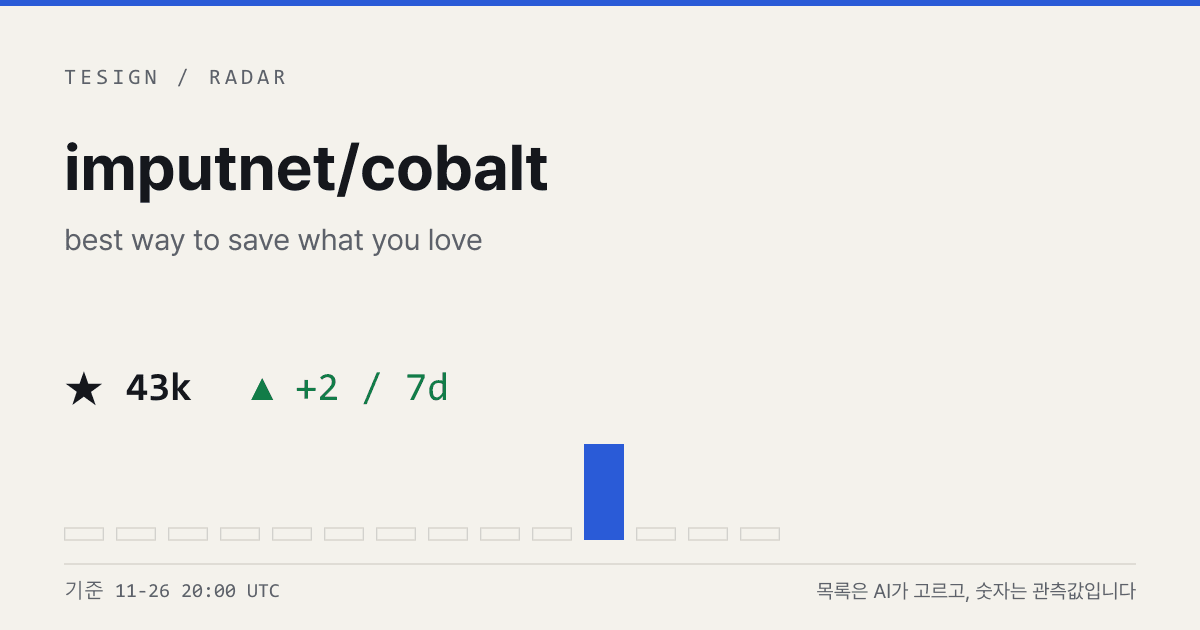 TESIGN / RADAR
imputnet/cobalt
best way to save what you love
★ 43k ▲ +2 / 7d
기준 11-26 20:00 UTC
목록은 AI가 고르고, 숫자는 관측값입니다